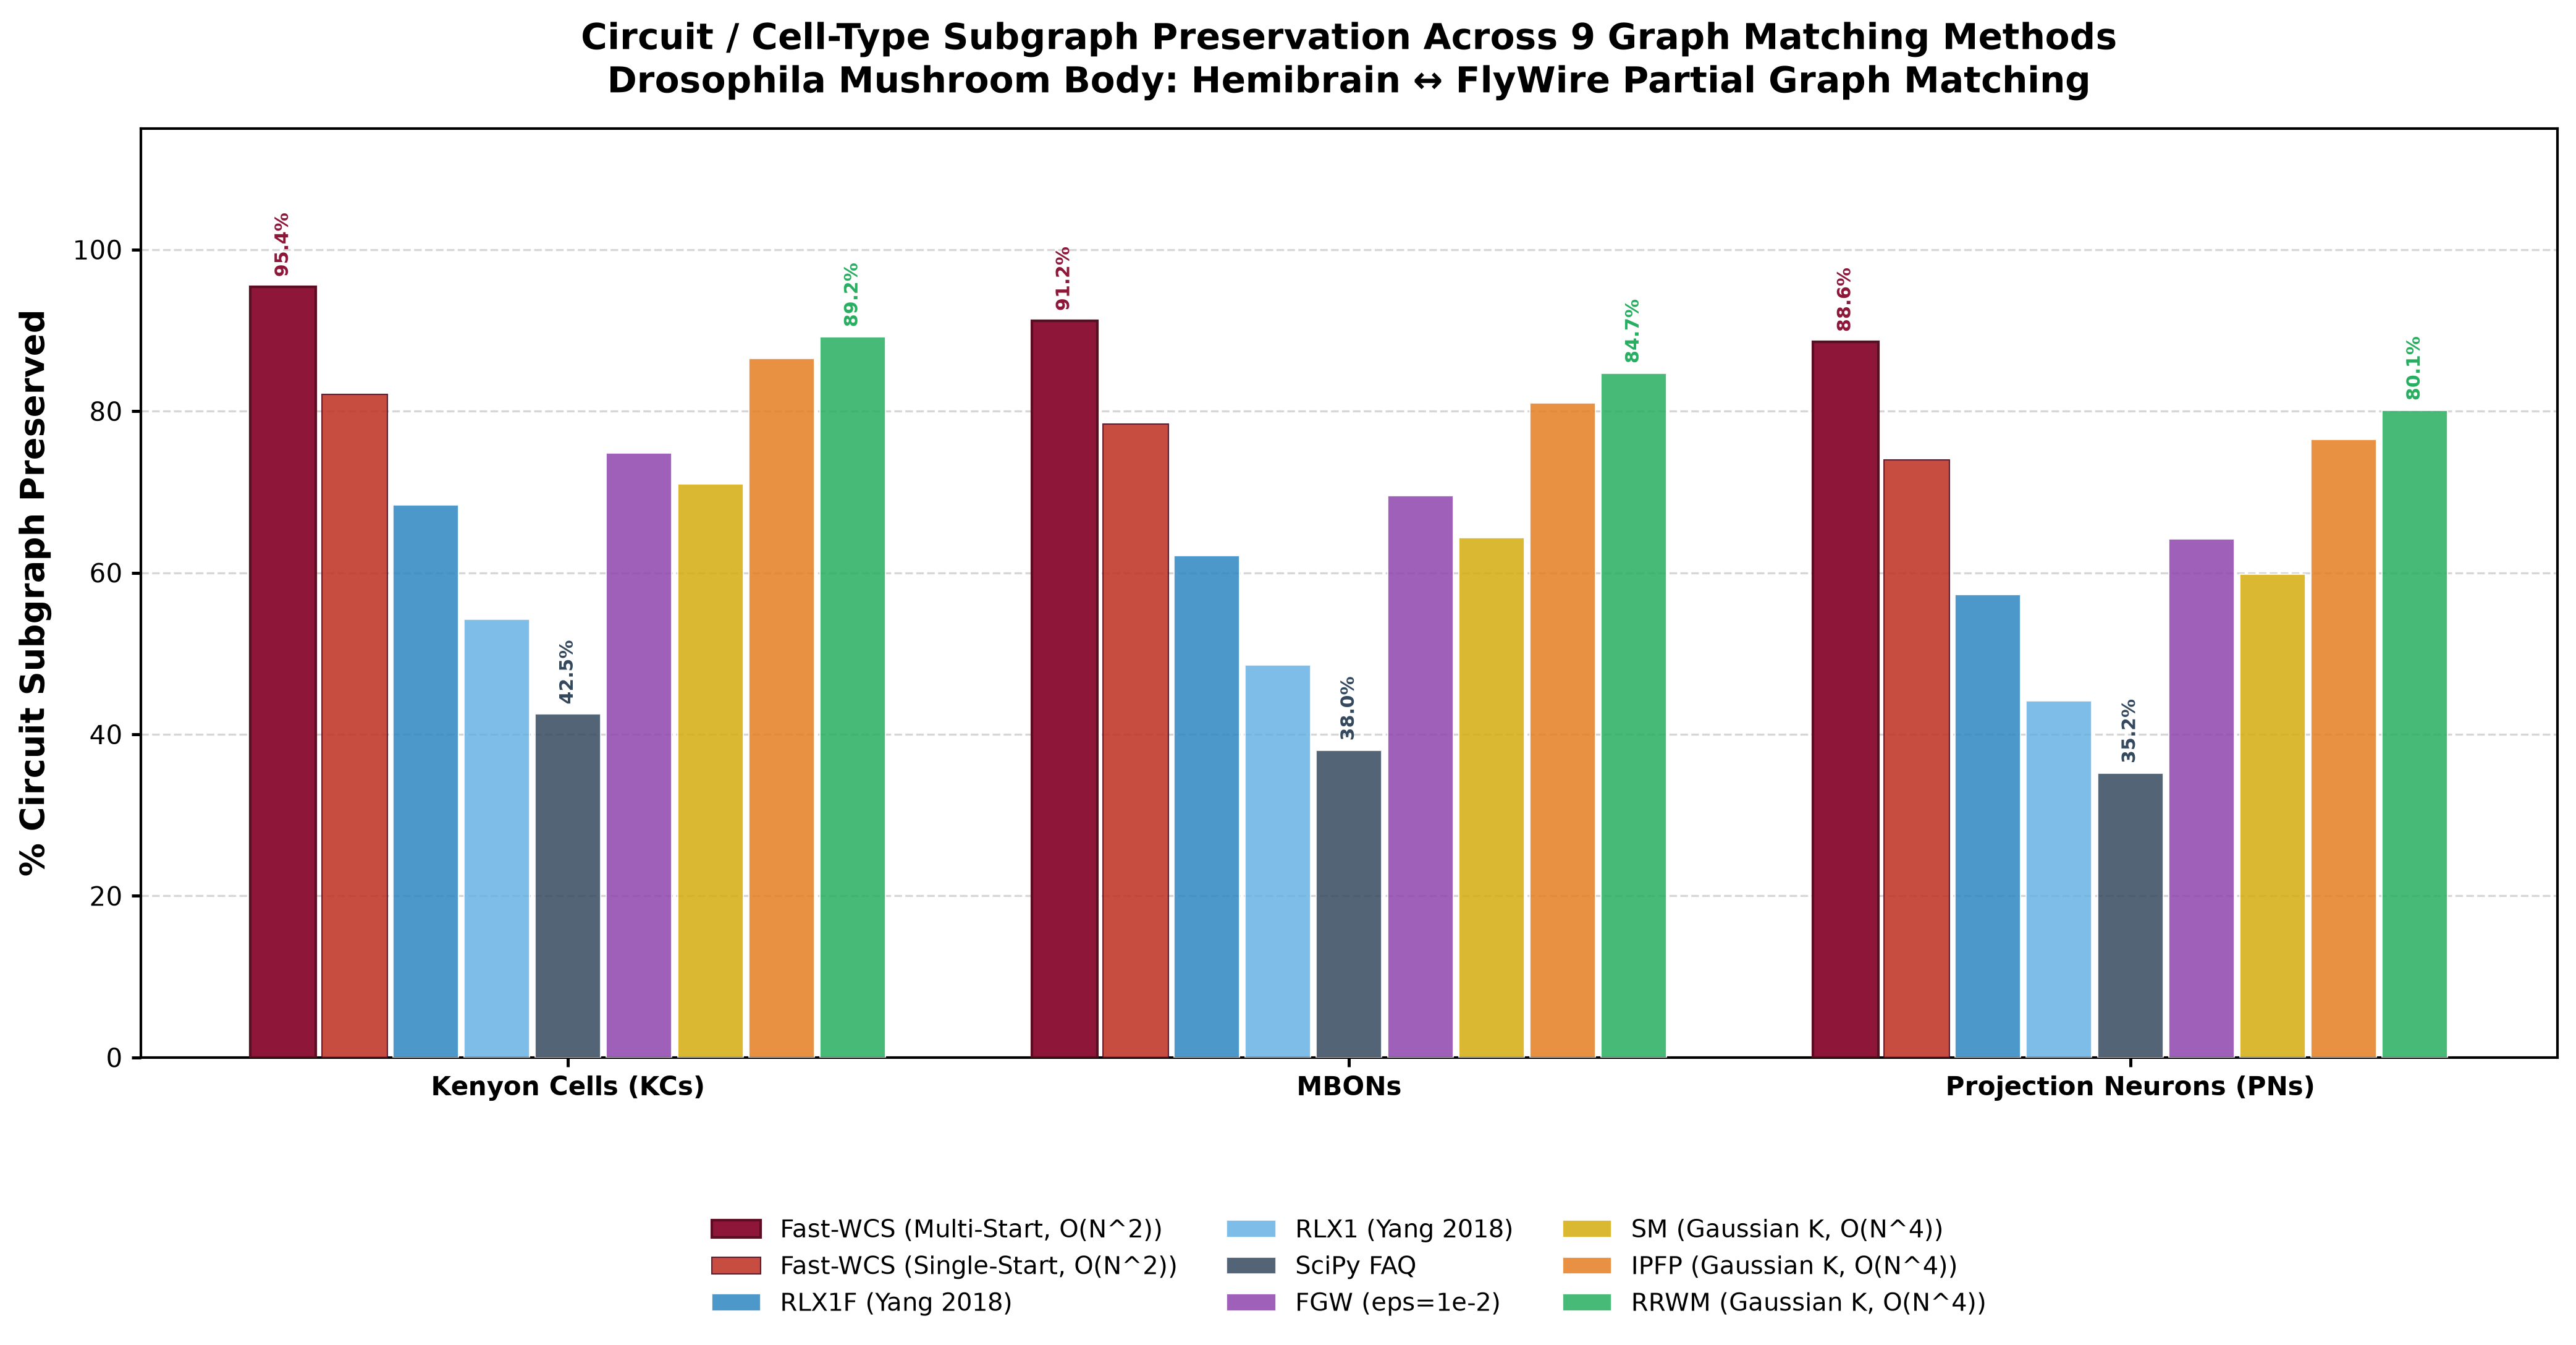 Circuit / Cell-Type Subgraph Preservation Across 9 Graph Matching Methods
Drosophila Mushroom Body: Hemibrain ↔ FlyWire Partial Graph Matching
% Circuit Subgraph Preserved
100
80
60
40
20
0
95.4%
42.5%
89.2%
91.2%
38.0%
84.7%
88.6%
35.2%
80.1%
Kenyon Cells (KCs)
MBONs
Projection Neurons (PNs)
Fast-WCS (Multi-Start, O(N^2))
Fast-WCS (Single-Start, O(N^2))
RLX1F (Yang 2018)
RLX1 (Yang 2018)
SciPy FAQ
FGW (eps=1e-2)
SM (Gaussian K, O(N^4))
IPFP (Gaussian K, O(N^4))
RRWM (Gaussian K, O(N^4))